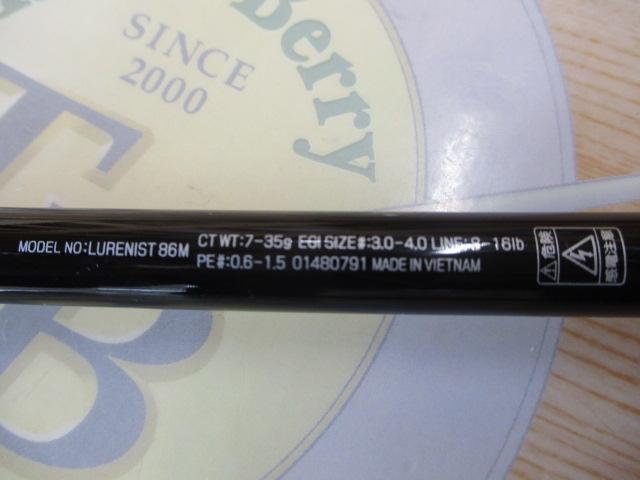 Berry
SINCE
2000
TB
MODEL NO:LURENIST 86M
CT WT:7-35g EGI SIZE#:3.0-4.0 LINE:8-16lb
PE#:0.6-1.5 01480791 MADE IN VIETNAM
危険
感電注意